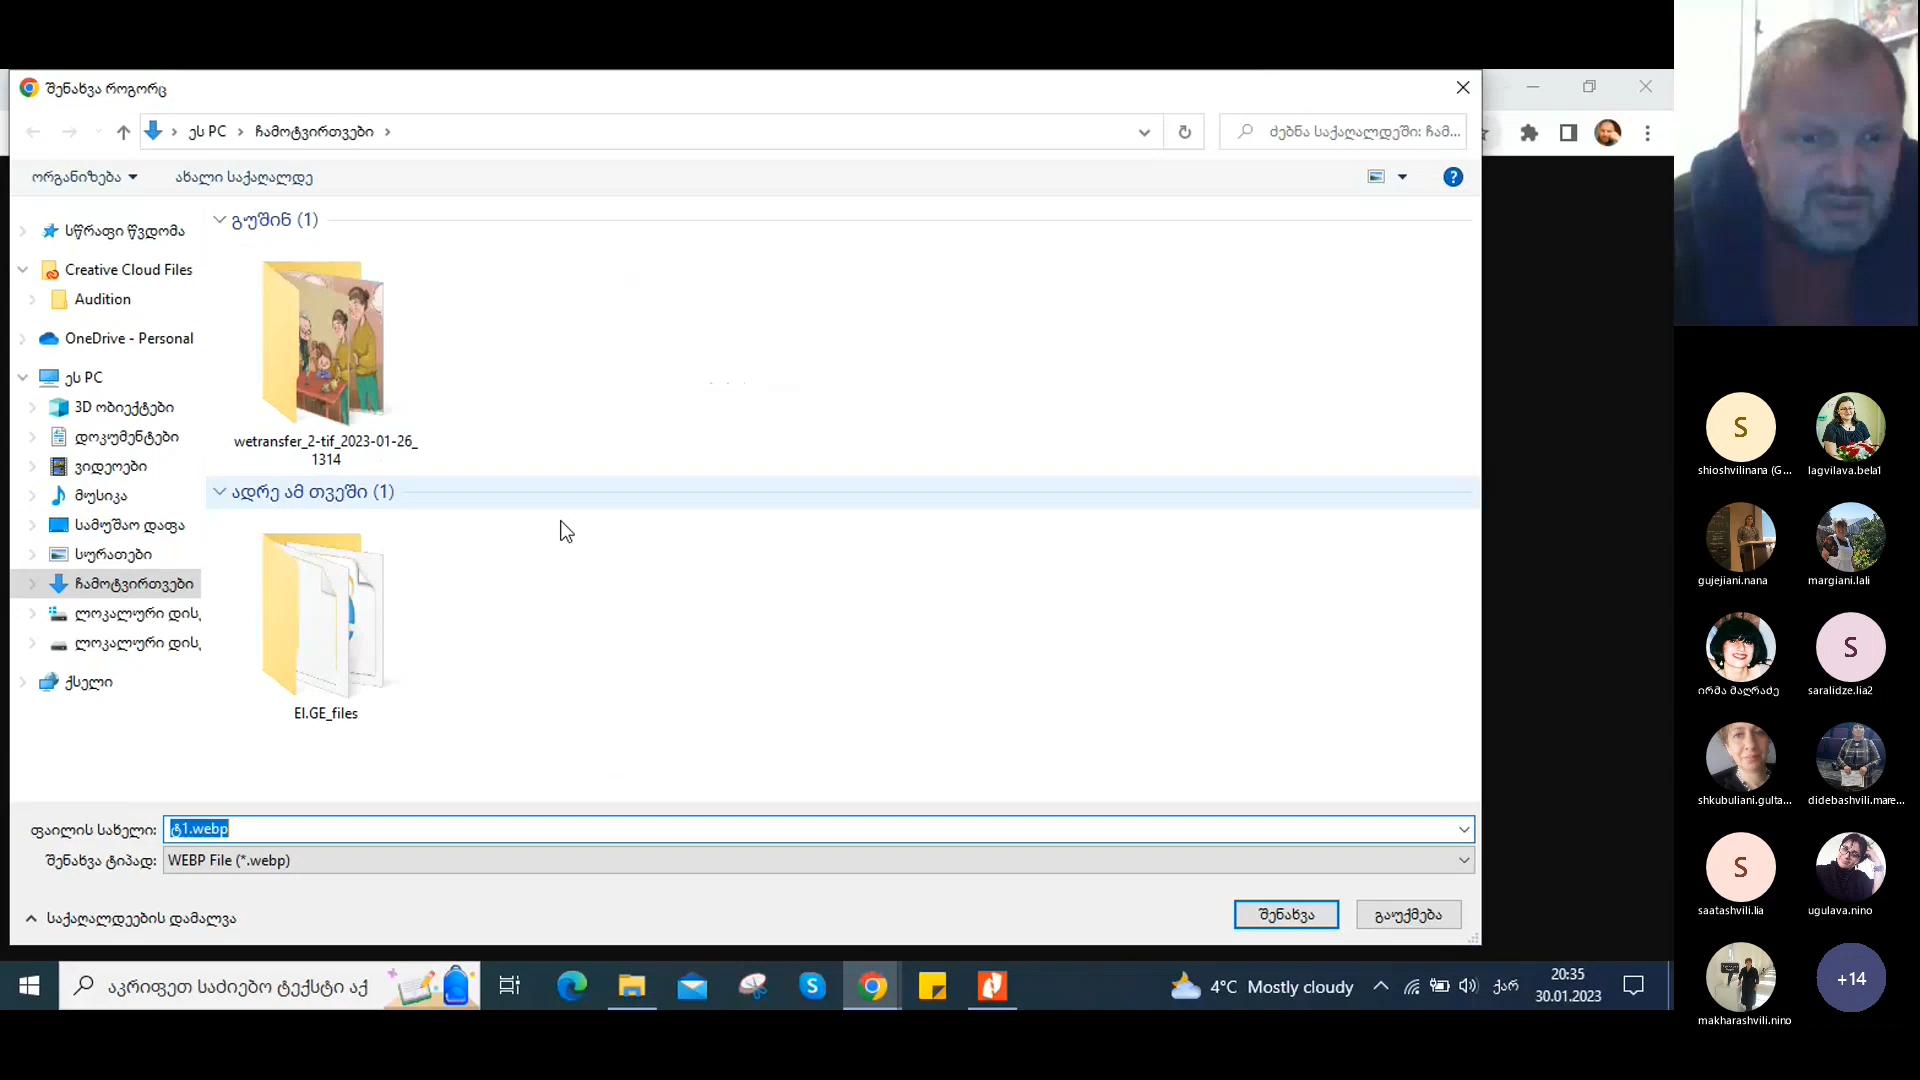 შენახვა როგორც
ეს PC
ჩამოტვირთვები
ძებნა საქაღალდეში: ჩამ...
ორგანიზება
ახალი საქაღალდე
სწრაფი წვდომა
Creative Cloud Files
Audition
OneDrive - Personal
ეს PC
3D ობიექტები
დოკუმენტები
ვიდეოები
მუსიკა
სამუშაო დაფა
სურათები
ჩამოტვირთვები
ლოკალური დის
ლოკალური დის
ქსელი
გუშინ (1)
wetransfer_2-tif_2023-01-26_
1314
ადრე ამ თვეში (1)
El.GE_files
ფაილის სახელი:
ტ1.webp
შენახვა ტიპად:
WEBP File (*.webp)
საქაღალდეების დამალვა
შენახვა
გაუქმება
აკრიფეთ საძიებო ტექსტი აქ
4°C Mostly cloudy
ქარ
20:35
30.01.2023
S
shioshvilinana (G...
lagvilava.bela1
gujejiani.nana
margiani.lali
ირმა მაღრაძე
S
saralidze.lia2
shkubuliani.gulta...
didebashvili.mare...
S
saatashvili.lia
ugulava.nino
makharashvili.nino
+14